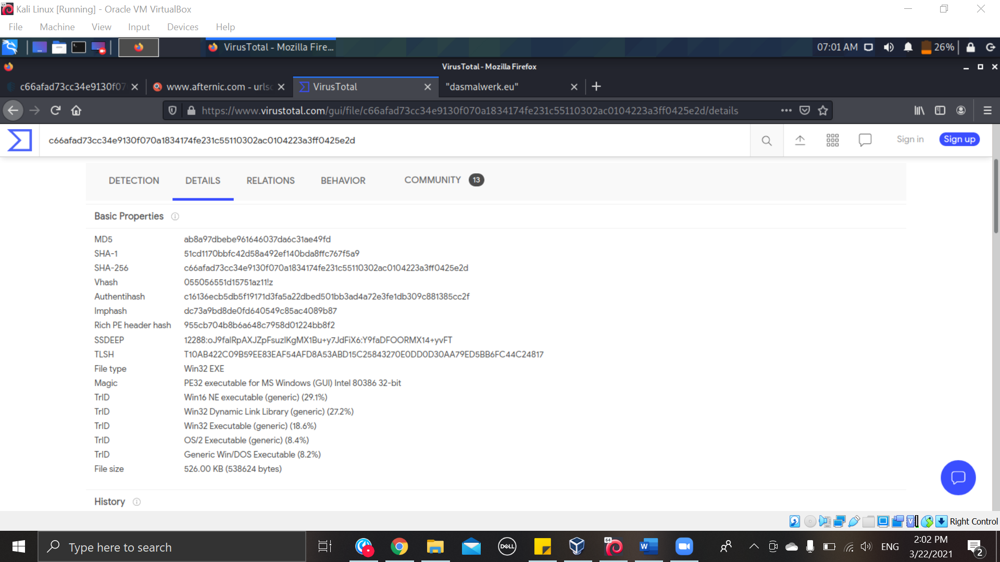 Kali Linux [Running] - Oracle VM VirtualBox
File Machine View Input Devices Help
VirusTotal - Mozilla Fire... 07:01 AM 26%
VirusTotal - Mozilla Firefox
c66afad73cc34e9130f07 www.afternic.com - urlsc VirusTotal "dasmalwerk.eu"
https://www.virustotal.com/gui/file/c66afad73cc34e9130f070a1834174fe231c55110302ac0104223a3ff0425e2d/details
c66afad73cc34e9130f070a1834174fe231c55110302ac0104223a3ff0425e2d Sign in Sign up
DETECTION DETAILS RELATIONS BEHAVIOR COMMUNITY 13
Basic Properties
MD5 ab8a97dbebe961646037da6c31ae49fd
SHA-1 51cd1170bbfc42d58a492ef140bda8ffc767f5a9
SHA-256 c66afad73cc34e9130f070a1834174fe231c55110302ac0104223a3ff0425e2d
Vhash 055056551d15751az11!z
Authentihash c16136ecb5db5f19171d3fa5a22dbed501bb3ad4a72e3fe1db309c881385cc2f
Imphash dc73a9bd8de0fd640549c85ac4089b87
Rich PE header hash 955cb704b8b6a648c7958d01224bb8f2
SSDEEP 12288:oJ9falRpAXJZpFsuzlKgMX1Bu+y7JdFiX6:Y9faDFOORMX14+yvFT
TLSH T10AB422C09B59EE83EAF54AFD8A53ABD15C25843270E0DD0D30AA79ED5BB6FC44C24817
File type Win32 EXE
Magic PE32 executable for MS Windows (GUI) Intel 80386 32-bit
TrID Win16 NE executable (generic) (29.1%)
TrID Win32 Dynamic Link Library (generic) (27.2%)
TrID Win32 Executable (generic) (18.6%)
TrID OS/2 Executable (generic) (8.4%)
TrID Generic Win/DOS Executable (8.2%)
File size 526.00 KB (538624 bytes)
History
Right Control
Type here to search
DELL
64
W
ENG
2:02 PM
3/22/2021
2